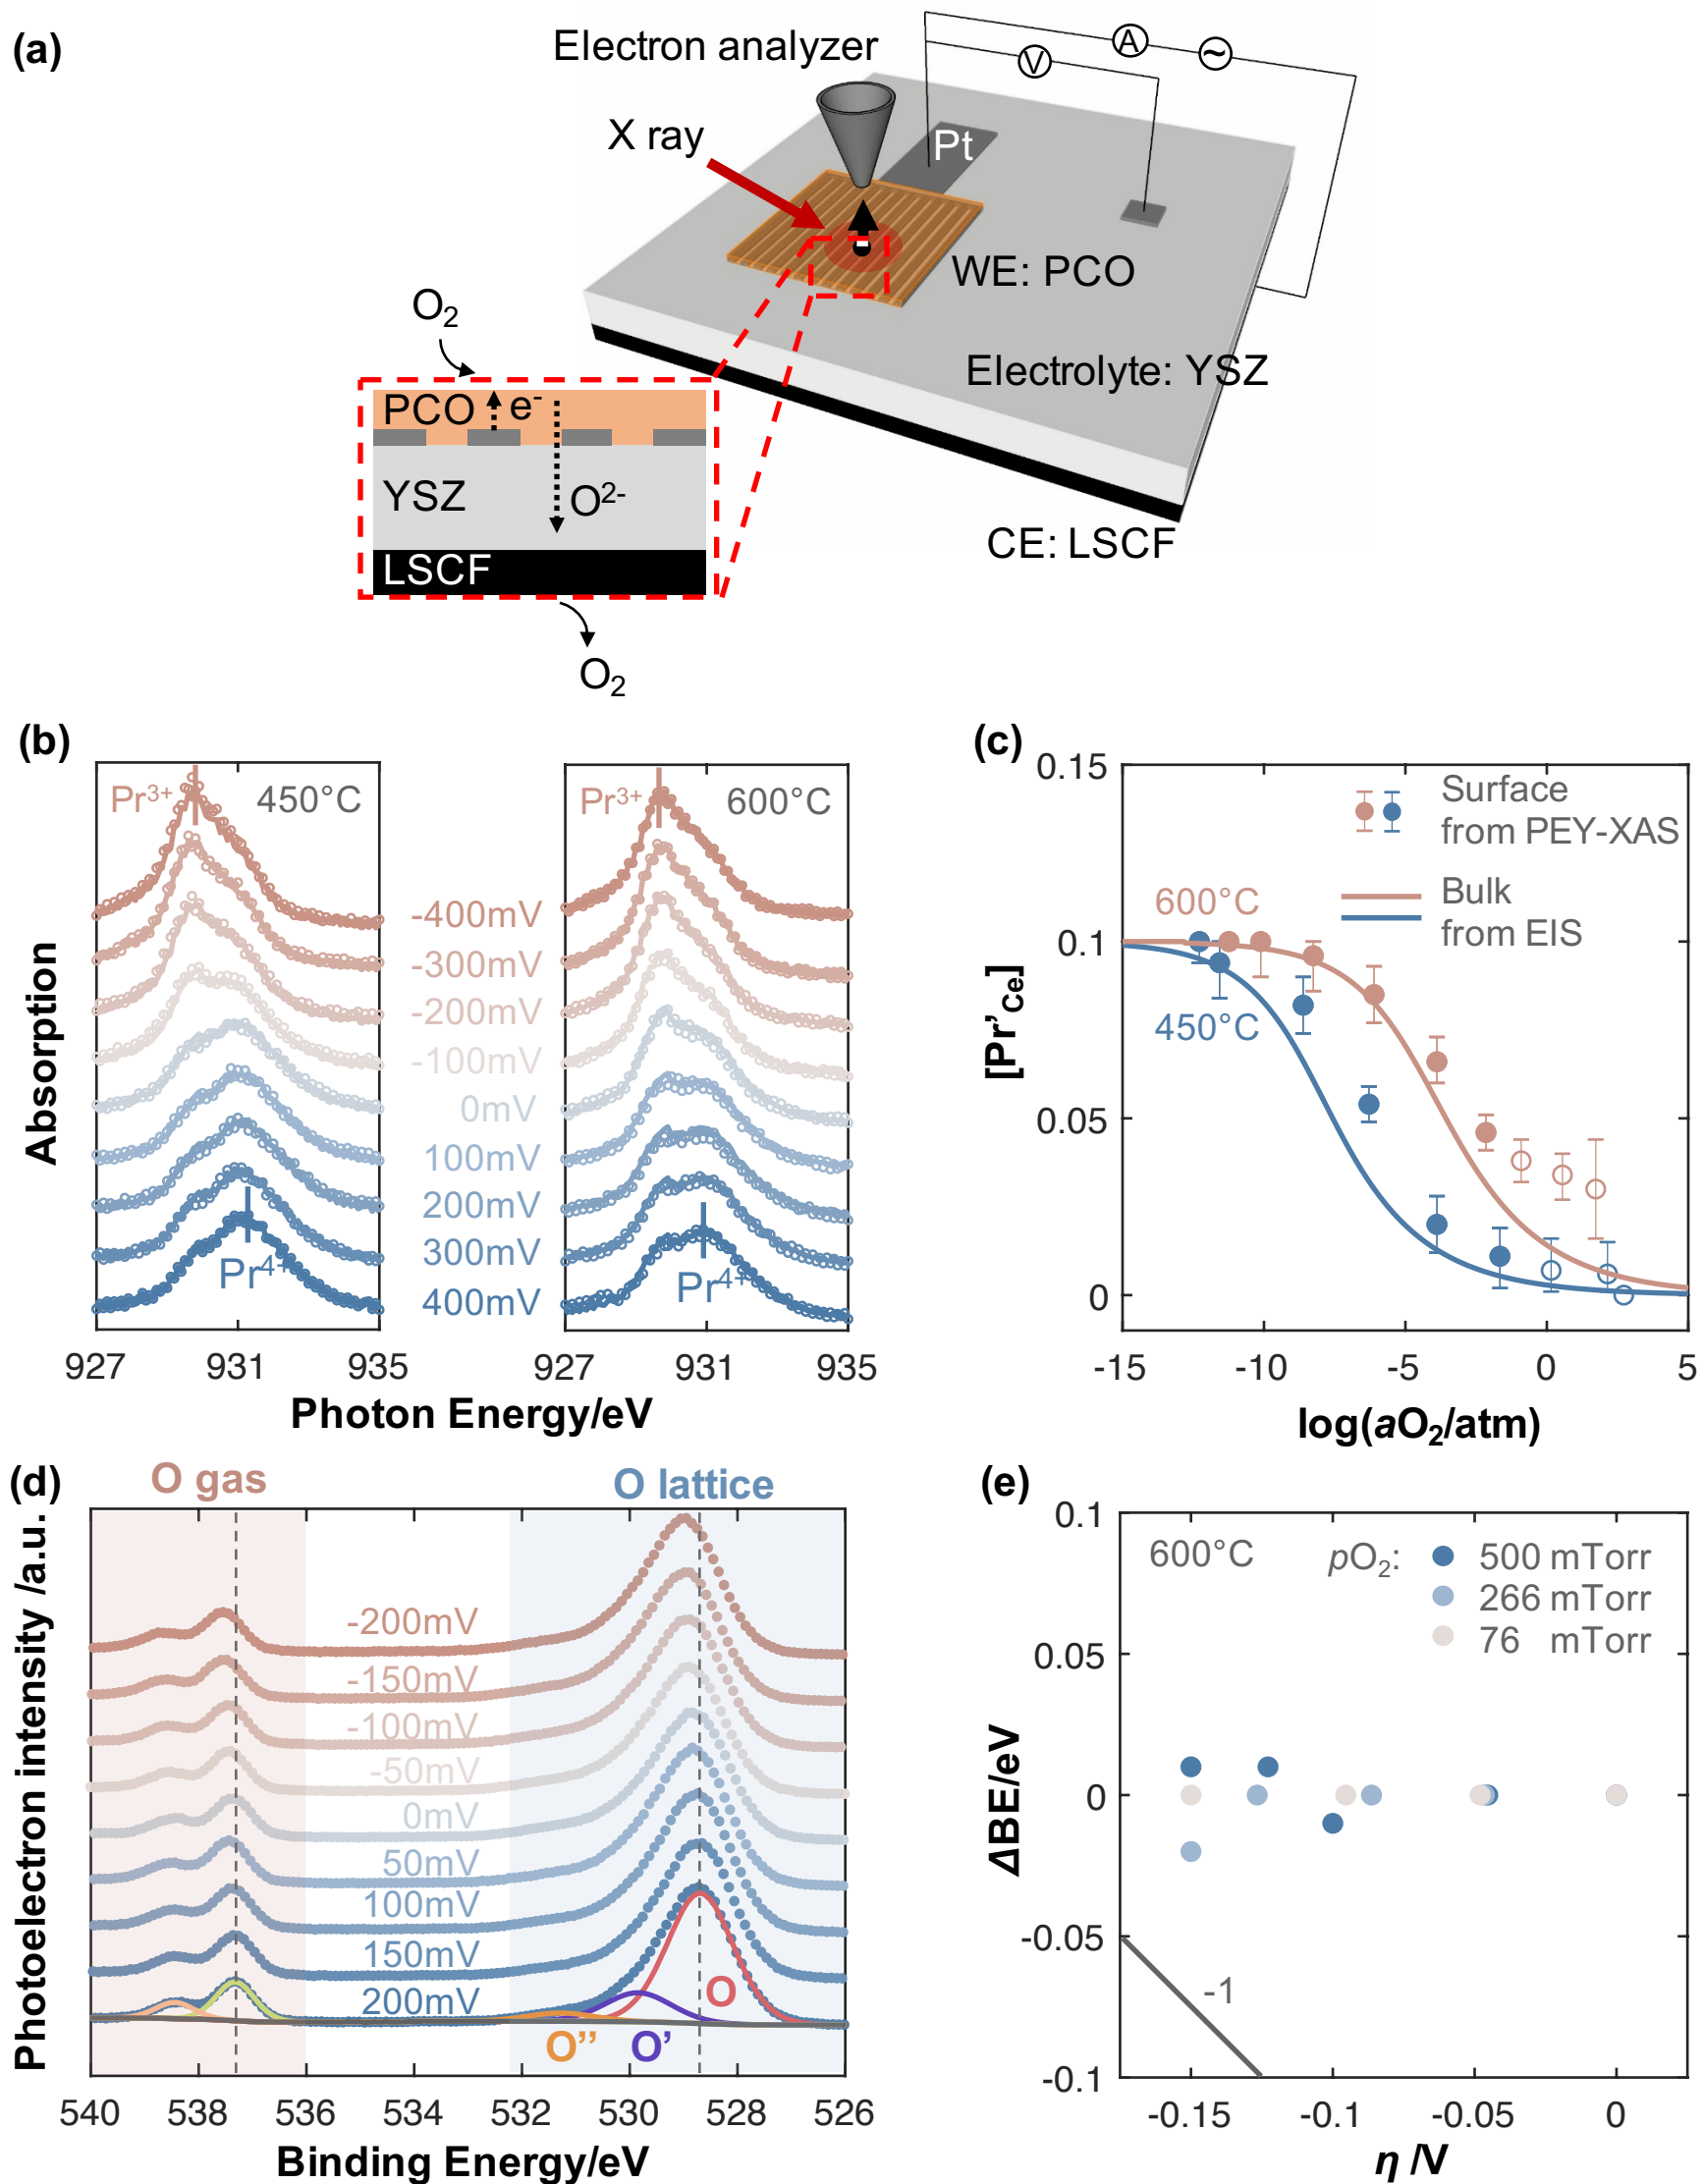 (a)
Electron analyzer
X ray
A
~
V
Pt
WE: PCO
Electrolyte: YSZ
CE: LSCF
O2
PCO e-
YSZ
O2-
LSCF
O2
(b)
Absorption
Pr3+ 450°C
Pr4+
Pr3+ 600°C
Pr4+
-400mV
-300mV
-200mV
-100mV
0mV
100mV
200mV
300mV
400mV
927 931 935
927 931 935
Photon Energy/eV
(c)
[Pr’Ce]
0.15
0.1
0.05
0
Surface
from PEY-XAS
Bulk
from EIS
600°C
450°C
-15 -10 -5 0 5
log(aO2/atm)
(d)
O gas
O lattice
Photoelectron intensity /a.u.
-200mV
-150mV
-100mV
-50mV
0mV
50mV
100mV
150mV
200mV
O
O’’ O’
540 538 536 532 530 528 526
Binding Energy/eV
(e)
ΔBE/eV
0.1
0.05
0
-0.05
-0.1
600°C
pO2: 500 mTorr
266 mTorr
76 mTorr
-1
-0.15 -0.1 -0.05 0
η /V